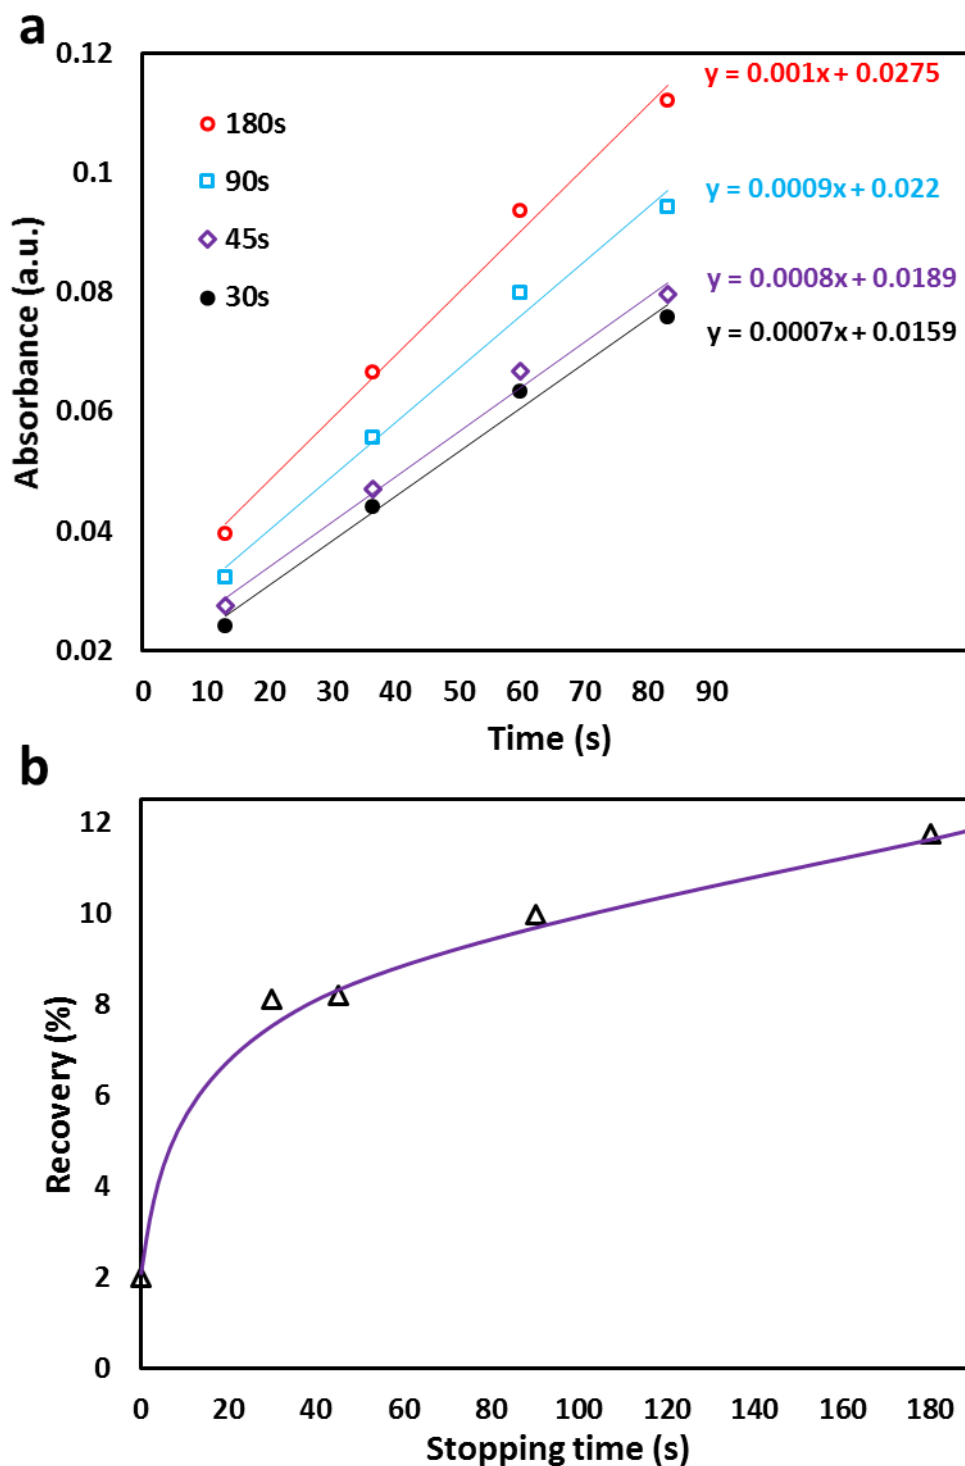 a
0.12
0.1
0.08
0.06
0.04
0.02
Absorbance (a.u.)
180s
90s
45s
30s
y = 0.001x + 0.0275
y = 0.0009x + 0.022
y = 0.0008x + 0.0189
y = 0.0007x + 0.0159
0 10 20 30 40 50 60 70 80 90
Time (s)
b
12
10
8
6
4
2
0
Recovery (%)
0 20 40 60 80 100 120 140 160 180
Stopping time (s)